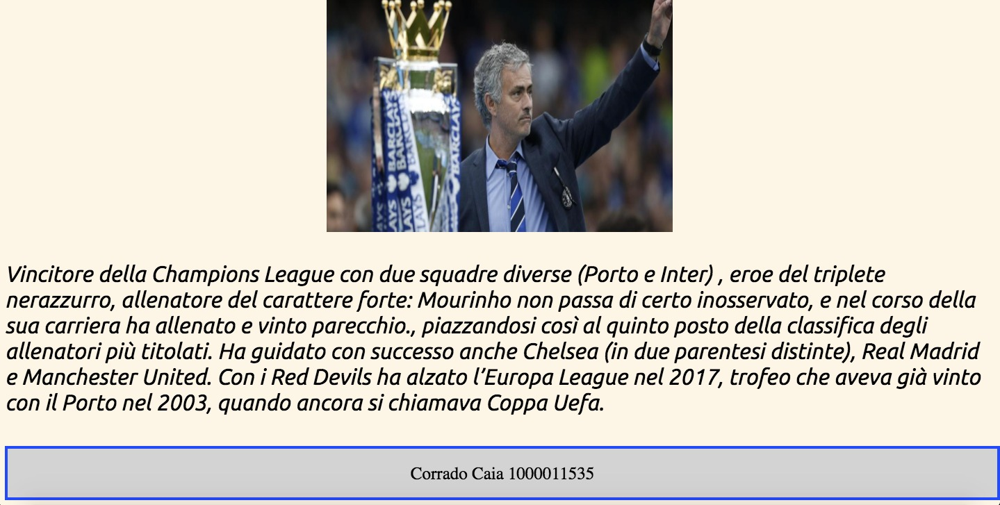 BARCLAYS
BARCLAYS
BARCLAYS
BARCLAYS
Vincitore della Champions League con due squadre diverse (Porto e Inter) , eroe del triplete
nerazzurro, allenatore del carattere forte: Mourinho non passa di certo inosservato, e nel corso della
sua carriera ha allenato e vinto parecchio., piazzandosi così al quinto posto della classifica degli
allenatori più titolati. Ha guidato con successo anche Chelsea (in due parentesi distinte), Real Madrid
e Manchester United. Con i Red Devils ha alzato l’Europa League nel 2017, trofeo che aveva già vinto
con il Porto nel 2003, quando ancora si chiamava Coppa Uefa.
Corrado Caia 1000011535